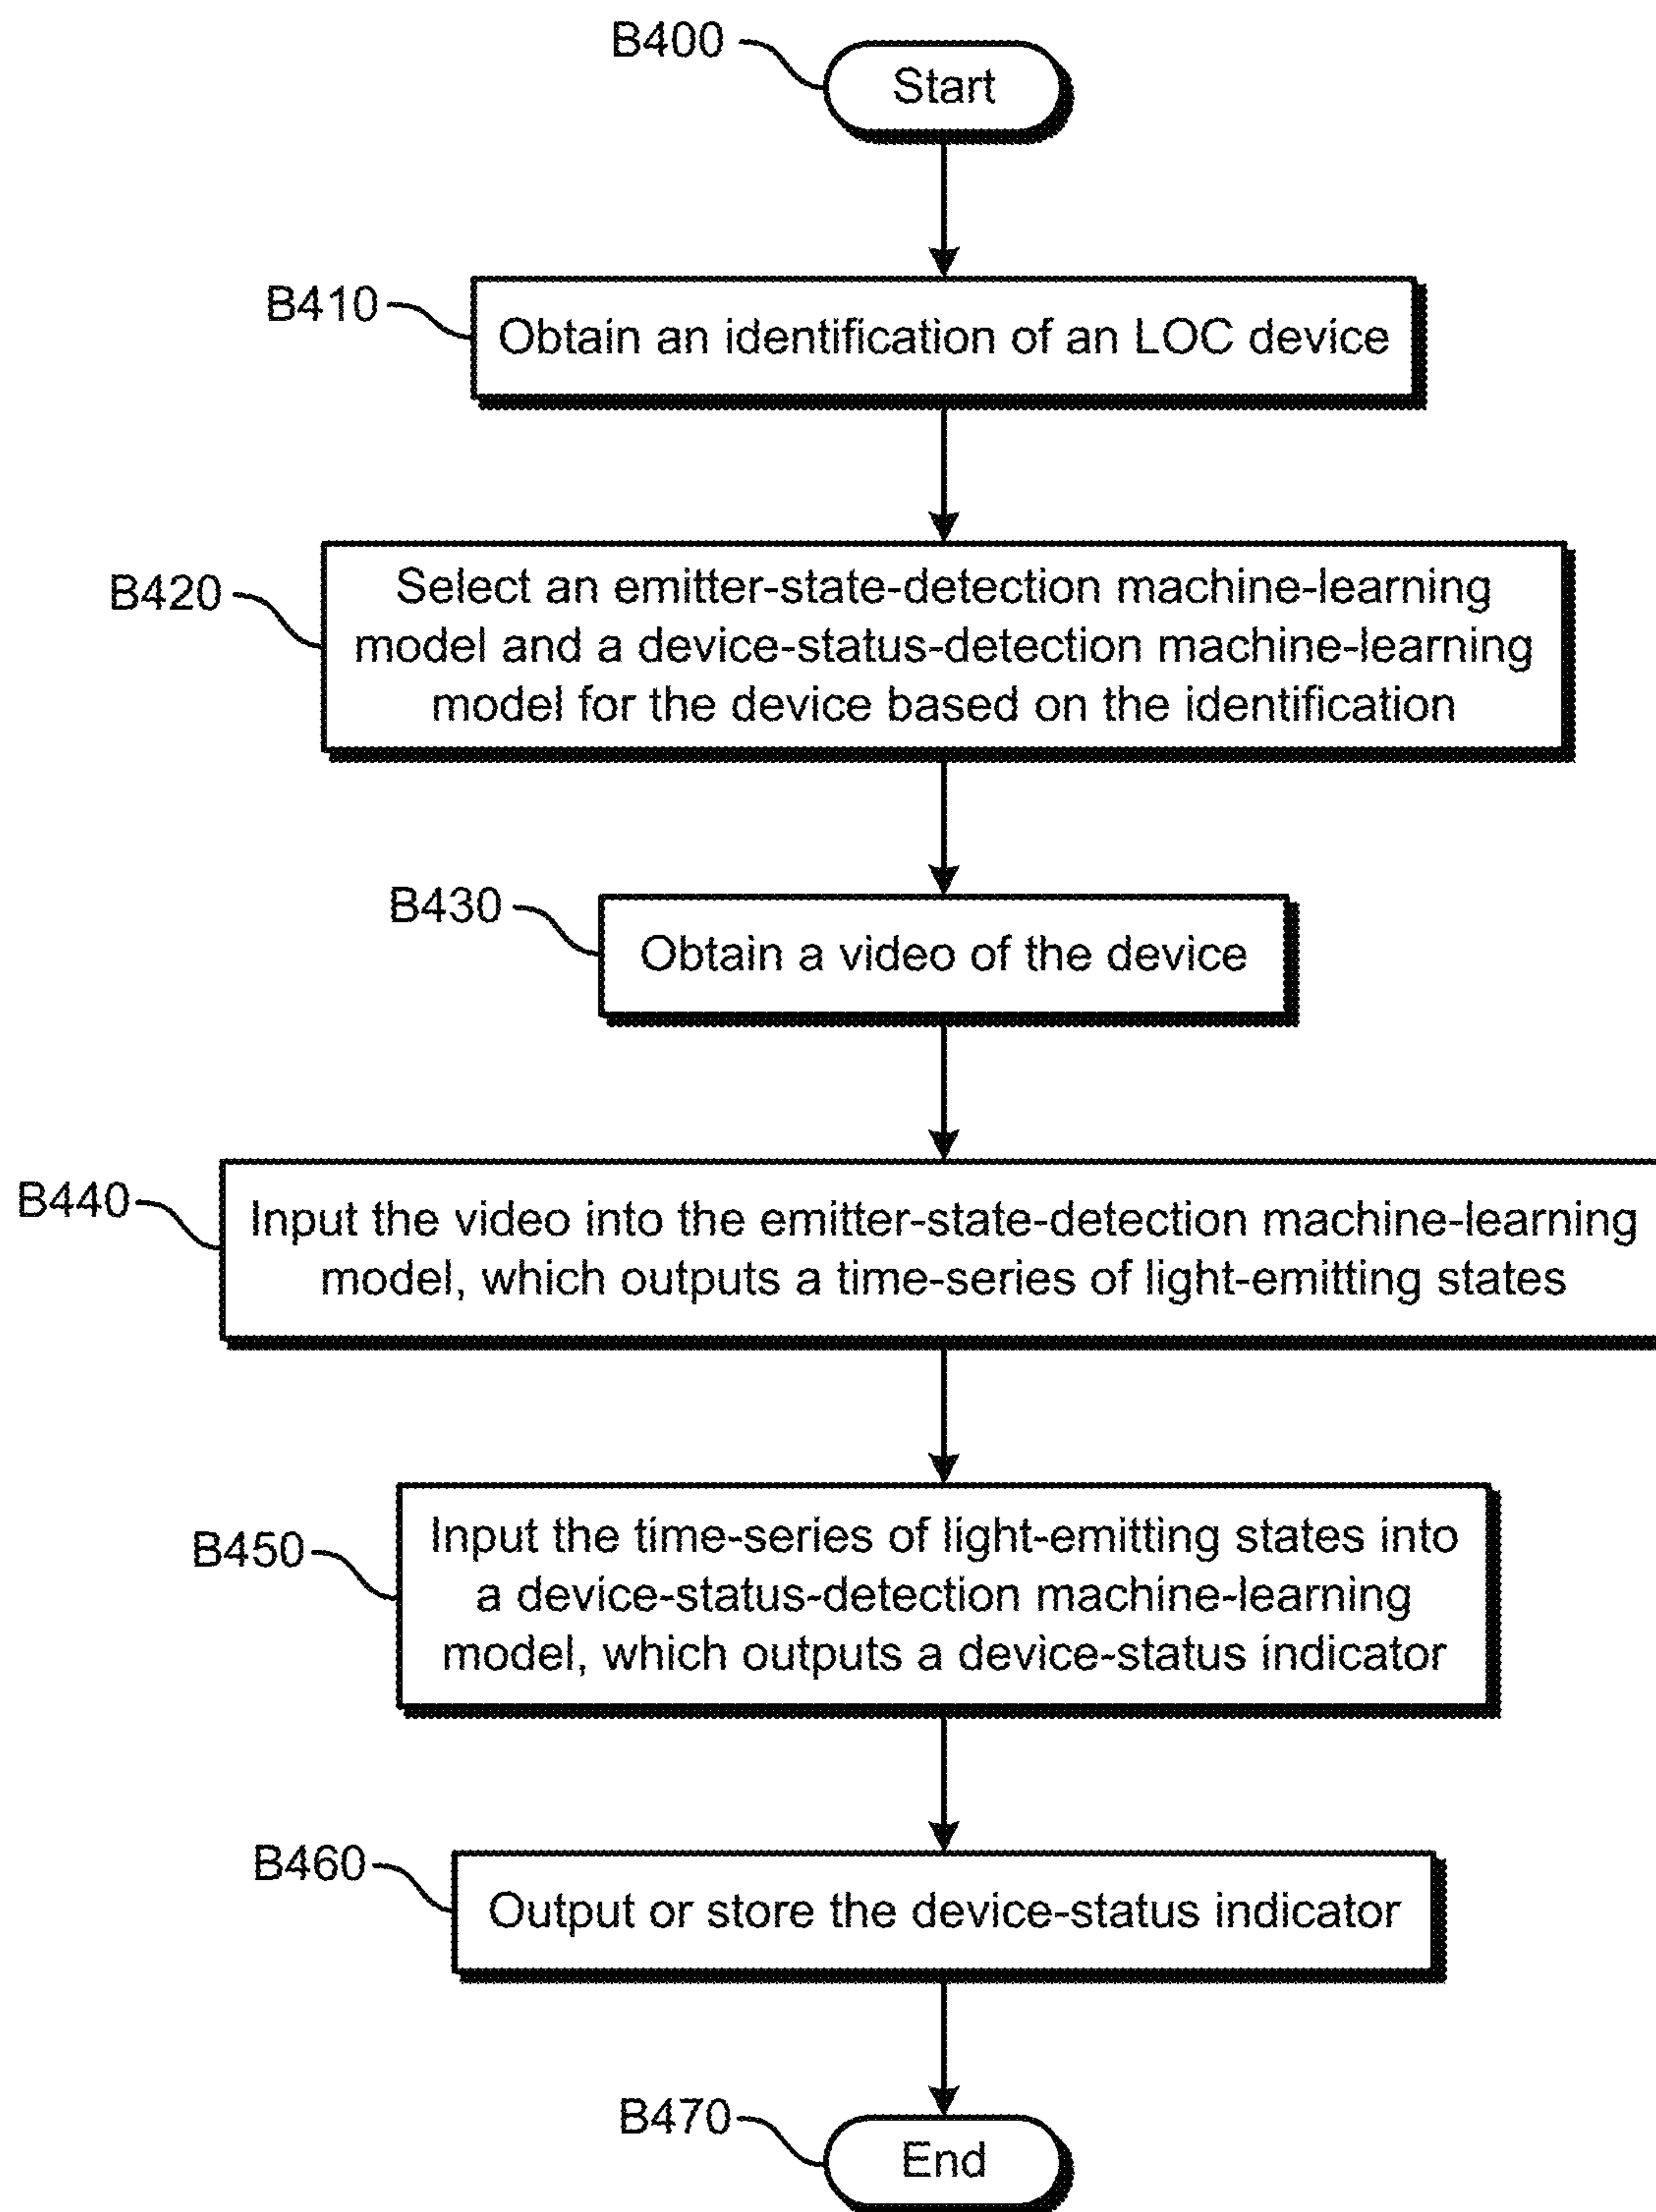 B400
Start
B410
Obtain an identification of an LOC device
B420
Select an emitter-state-detection machine-learning
model and a device-status-detection machine-learning
model for the device based on the identification
B430
Obtain a video of the device
B440
Input the video into the emitter-state-detection machine-learning
model, which outputs a time-series of light-emitting states
B450
Input the time-series of light-emitting states into
a device-status-detection machine-learning
model, which outputs a device-status indicator
B460
Output or store the device-status indicator
B470
End